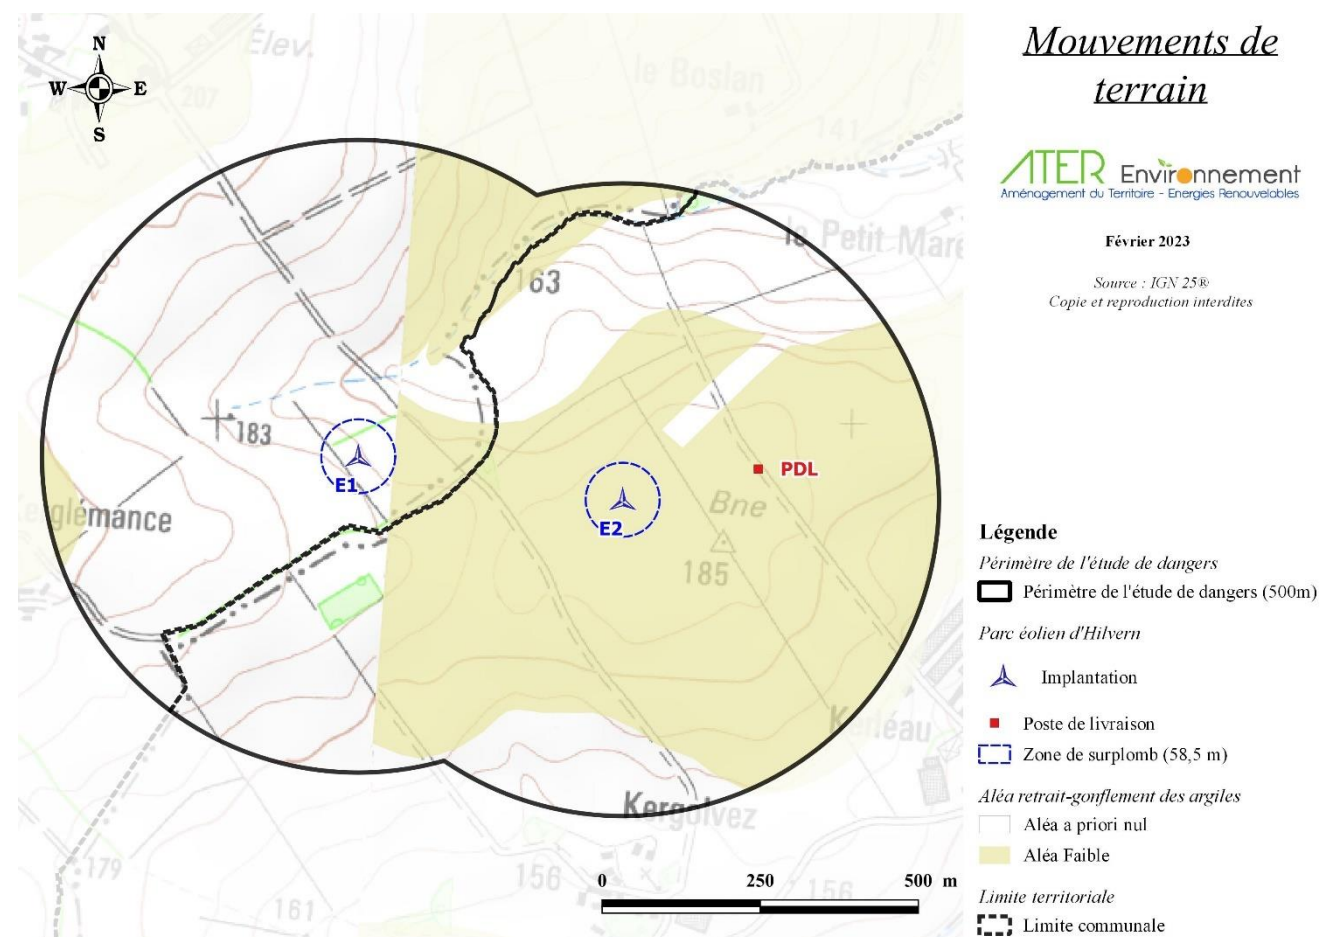 N
W
E
S
Élev.
207
le Boslan
141
le Petit Mare
163
183
E1
E2
PDL
Bne
185
glémance
Kergolvez
179
161
156
156
0 250 500 m
Mouvements de
terrain
ATER Environnement
Aménagement du Territoire - Energies Renouvelables
Février 2023
Source : IGN 25®
Copie et reproduction interdites
Légende
Périmètre de l'étude de dangers
Périmètre de l'étude de dangers (500m)
Parc éolien d'Hilvern
Implantation
Poste de livraison
Zone de surplomb (58,5 m)
Aléa retrait-gonflement des argiles
Aléa a priori nul
Aléa Faible
Limite territoriale
Limite communale